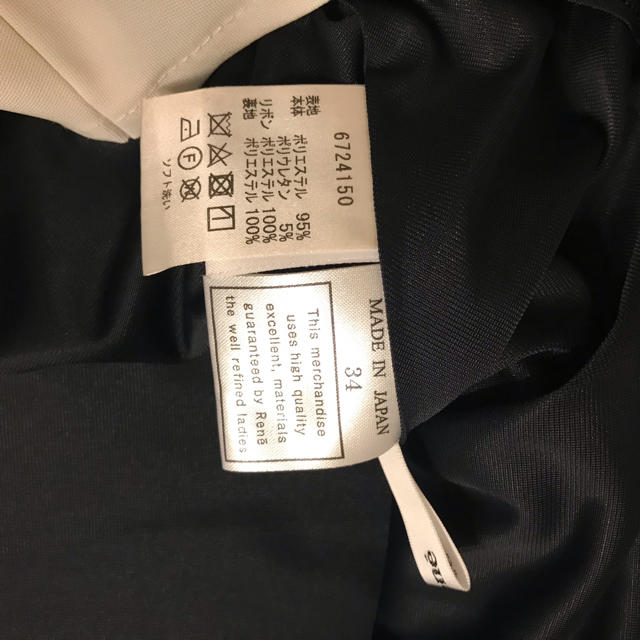 6724150
表地
本体 ポリエステル 95%
ポリウレタン 5%
リボン ポリエステル 100%
裏地 ポリエステル 100%
F
ソフト洗い
MADE IN JAPAN
34
This merchandise
uses high quality
excellent, materials
guaranteed by René
the well refined ladies